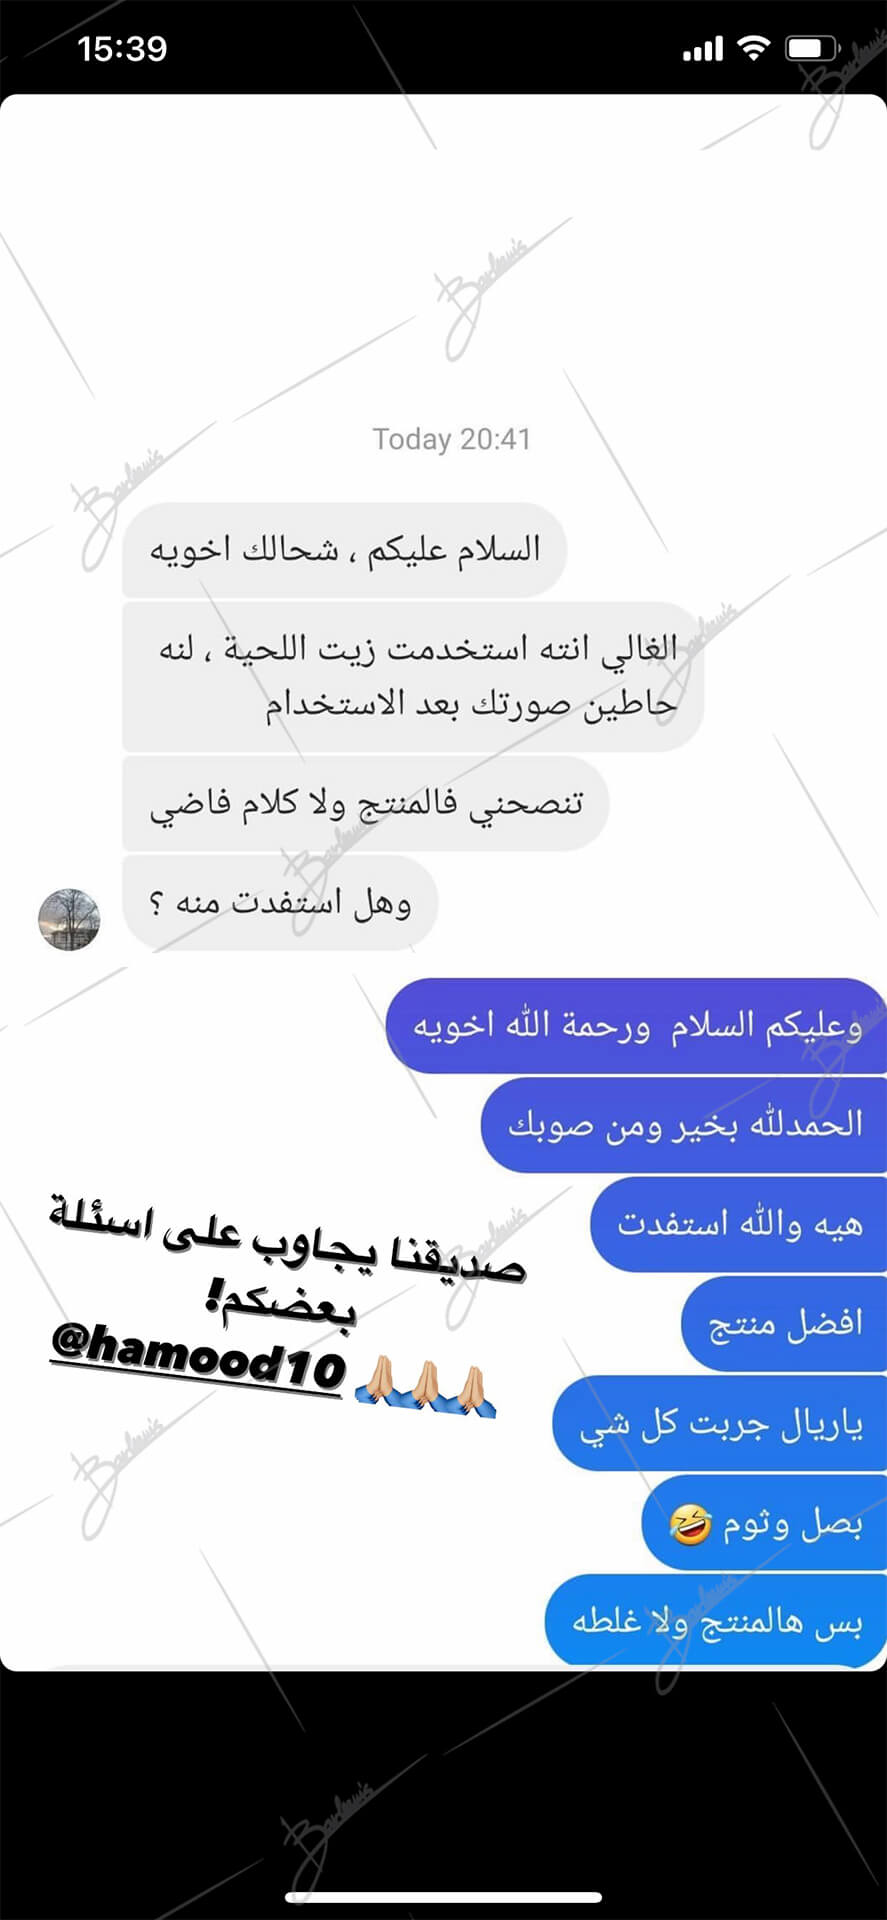 15:39
Today 20:41
السلام عليكم ، شحالك اخويه
الغالي انته استخدمت زيت اللحية ، لنه
حاطين صورتك بعد الاستخدام
تنصحني فالمنتج ولا كلام فاضي
وهل استفدت منه ؟
وعليكم السلام ورحمة الله اخويه
الحمدلله بخير ومن صوبك
هيه والله استفدت
افضل منتج
ياريال جربت كل شي
بصل وثوم 🤣
بس هالمنتج ولا غلطه
صديقنا يجاوب على اسئلة
بعضكم!
@hamood10 🙏🏼🙏🏼🙏🏼